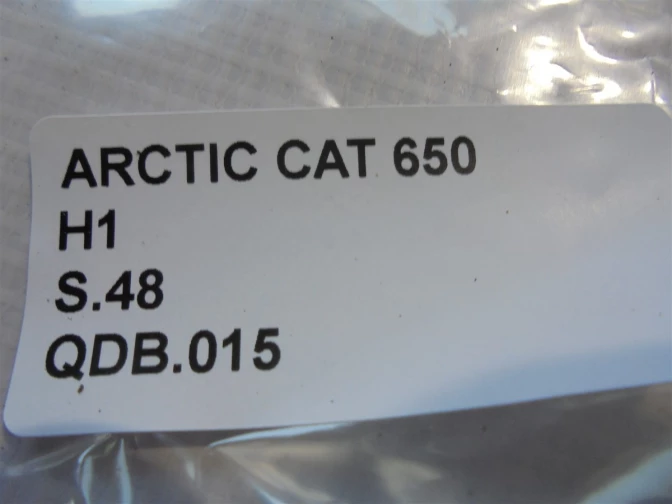 ARCTIC CAT 650
H1
S.48
QDB.015